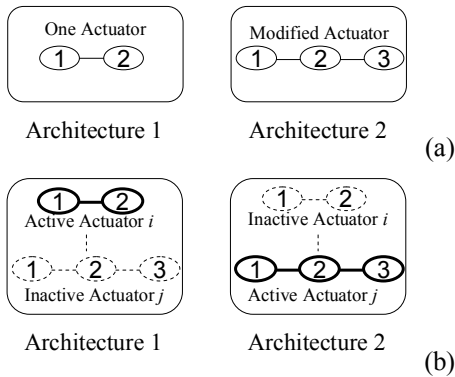 One Actuator
1 2
Architecture 1
Modified Actuator
1 2 3
Architecture 2
(a)
1 2
Active Actuator i
1 2 3
Inactive Actuator j
Architecture 1
1 2
Inactive Actuator i
1 2 3
Active Actuator j
Architecture 2
(b)